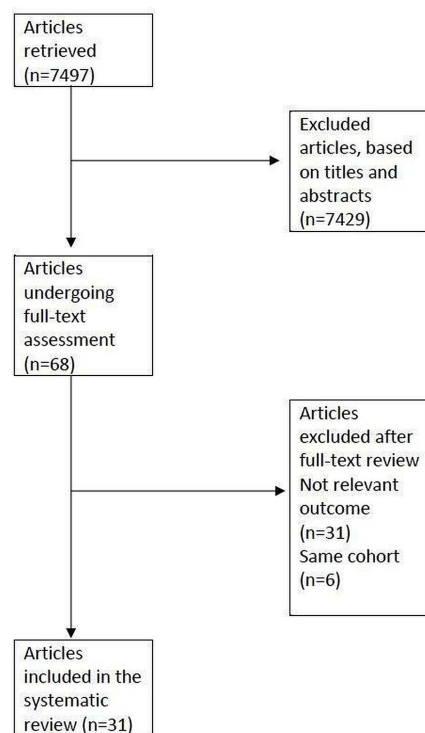 Articles
retrieved
(n=7497)
Excluded
articles, based
on titles and
abstracts
(n=7429)
Articles
undergoing
full-text
assessment
(n=68)
Articles
excluded after
full-text review
Not relevant
outcome
(n=31)
Same cohort
(n=6)
Articles
included in the
systematic
review (n=31)